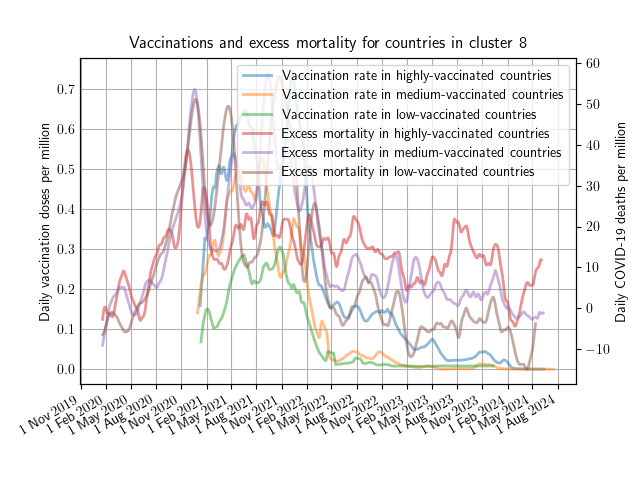 Vaccinations and excess mortality for countries in cluster 8
Vaccination rate in highly-vaccinated countries
Vaccination rate in medium-vaccinated countries
Vaccination rate in low-vaccinated countries
Excess mortality in highly-vaccinated countries
Excess mortality in medium-vaccinated countries
Excess mortality in low-vaccinated countries
Daily vaccination doses per million
0.7
0.6
0.5
0.4
0.3
0.2
0.1
0.0
Daily COVID-19 deaths per million
60
50
40
30
20
10
0
−10
1 Nov 2019
1 Feb 2020
1 May 2020
1 Aug 2020
1 Nov 2020
1 Feb 2021
1 May 2021
1 Aug 2021
1 Nov 2021
1 Feb 2022
1 May 2022
1 Aug 2022
1 Nov 2022
1 Feb 2023
1 May 2023
1 Aug 2023
1 Nov 2023
1 Feb 2024
1 May 2024
1 Aug 2024